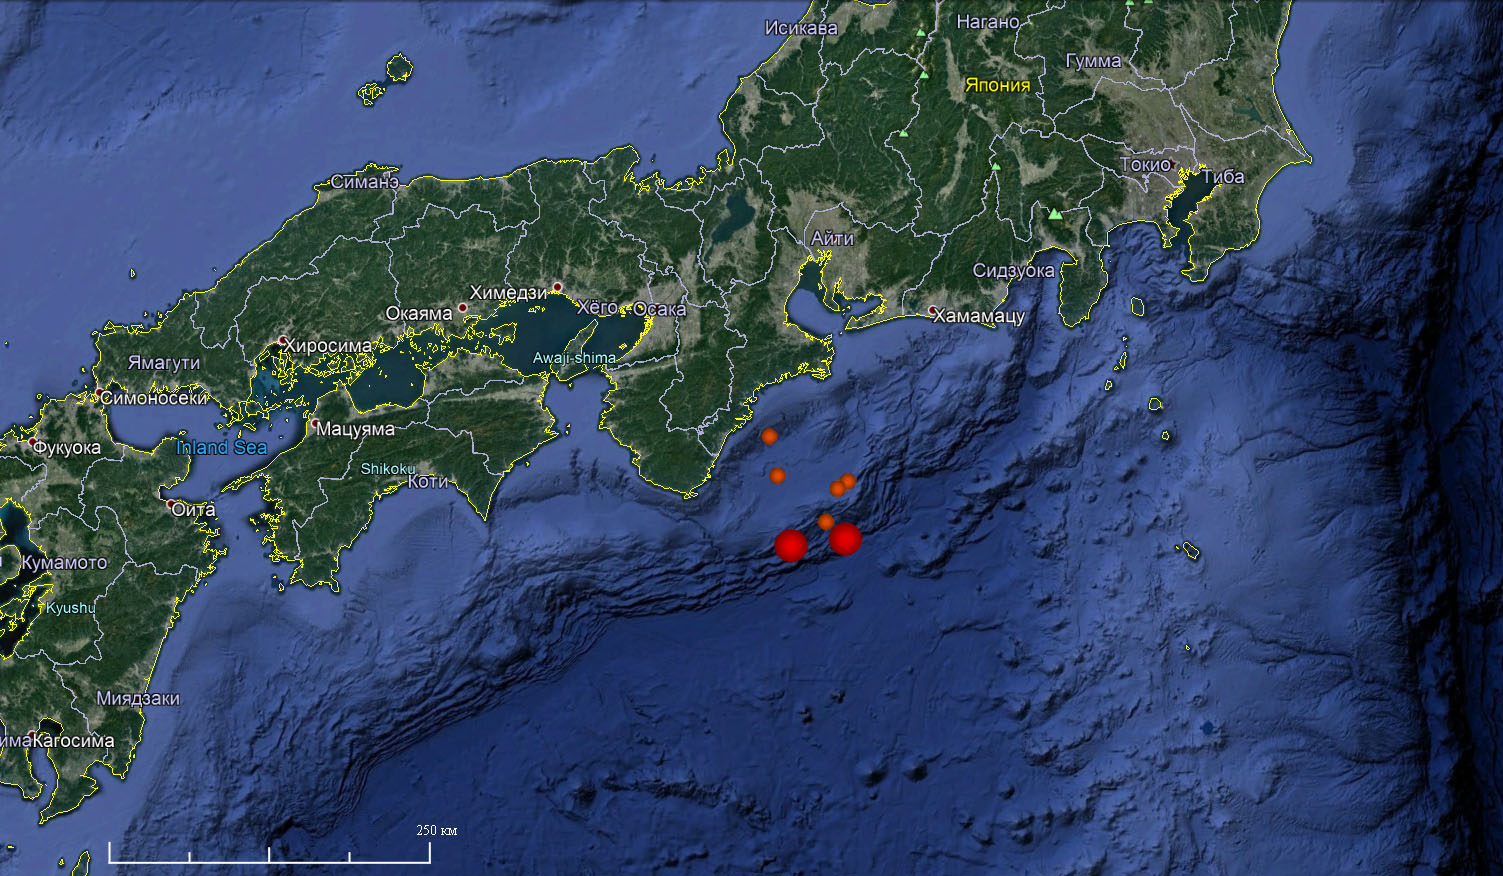 Исикава
Нагано
Гумма
Япония
Токио
Тиба
Симанэ
Айти
Сидзуока
Химедзи
Окаяма
Хёго
Осака
Хамамацу
Хиросима
Awaji-shima
Ямагути
Симоносеки
Мацуяма
Фукуока
Inland Sea
Shikoku
Коти
Оита
Кумамото
Kyushu
Миядзаки
има
Кагосима
250 км